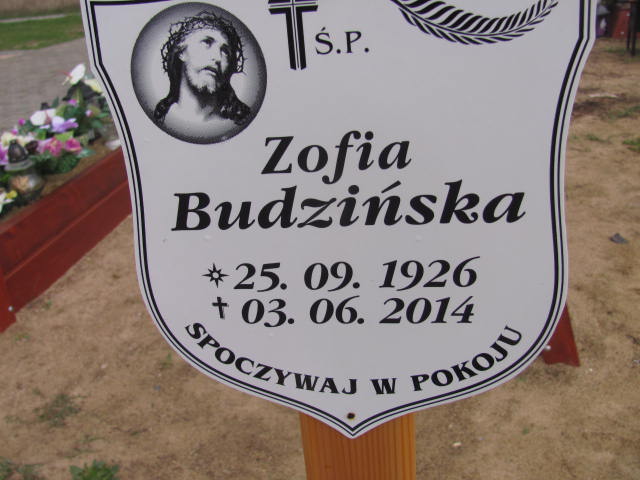 Ś.P.
Zofia
Budzińska
25. 09. 1926
03. 06. 2014
SPOCZYWAJ W POKOJU